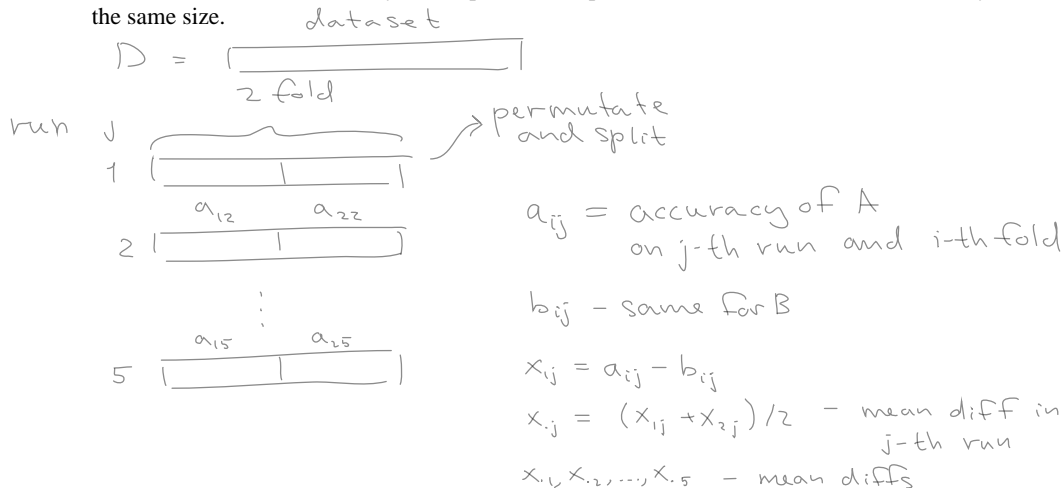 the same size.
dataset
D =
2 fold
run j
permutate
and split
1
a₁₂ a₂₂
2
⋮
a₁₅ a₂₅
5
aᵢⱼ = accuracy of A
on j-th run and i-th fold
bᵢⱼ - same for B
xᵢⱼ = aᵢⱼ - bᵢⱼ
x.ⱼ = (x₁ⱼ + x₂ⱼ)/2 - mean diff in
j-th run
x.₁, x.₂, ..., x.₅ - mean diffs